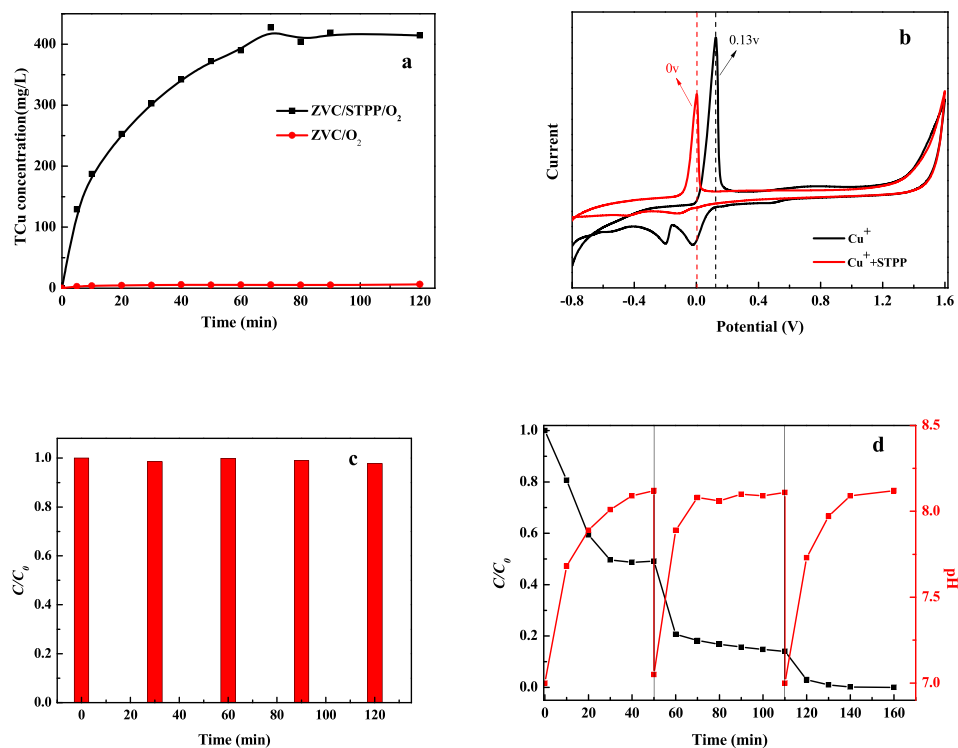 a
TCu concentration(mg/L)
400
300
200
100
0
ZVC/STPP/O₂
ZVC/O₂
0 20 40 60 80 100 120
Time (min)
b
0v
0.13v
Current
Cu⁺
Cu⁺+STPP
-0.8 -0.4 0.0 0.4 0.8 1.2 1.6
Potential (V)
c
C/C₀
1.0
0.8
0.6
0.4
0.2
0.0
0 20 40 60 80 100 120
Time (min)
d
C/C₀
1.0
0.8
0.6
0.4
0.2
0.0
8.5
8.0
7.5
7.0
pH
0 20 40 60 80 100 120 140 160
Time (min)